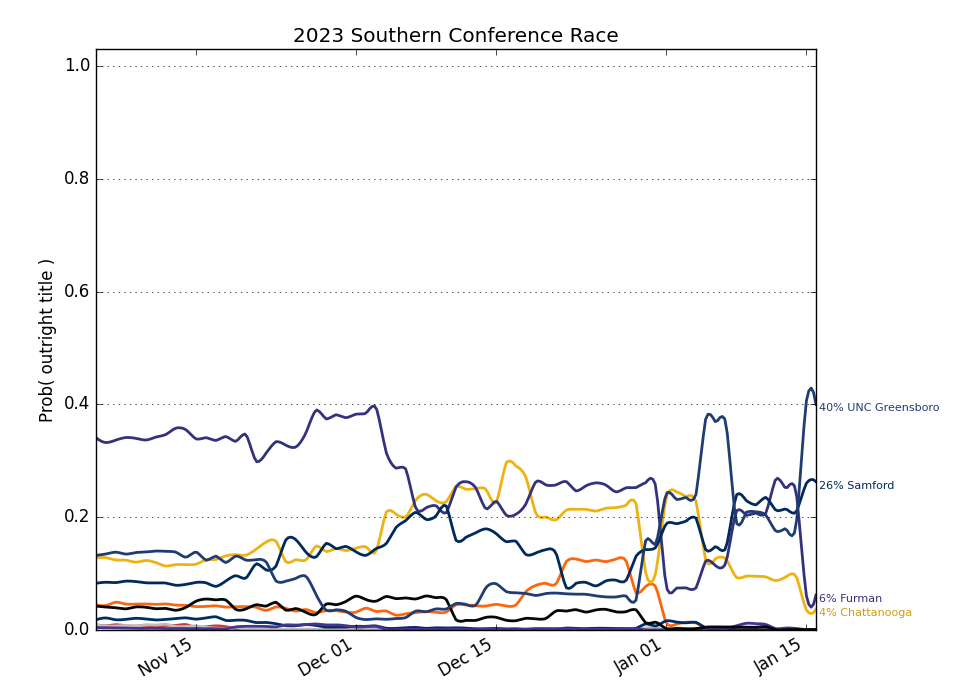 2023 Southern Conference Race
1.0
0.8
0.6
0.4
0.2
0.0
Prob( outright title )
40% UNC Greensboro
26% Samford
6% Furman
4% Chattanooga
Nov 15
Dec 01
Dec 15
Jan 01
Jan 15